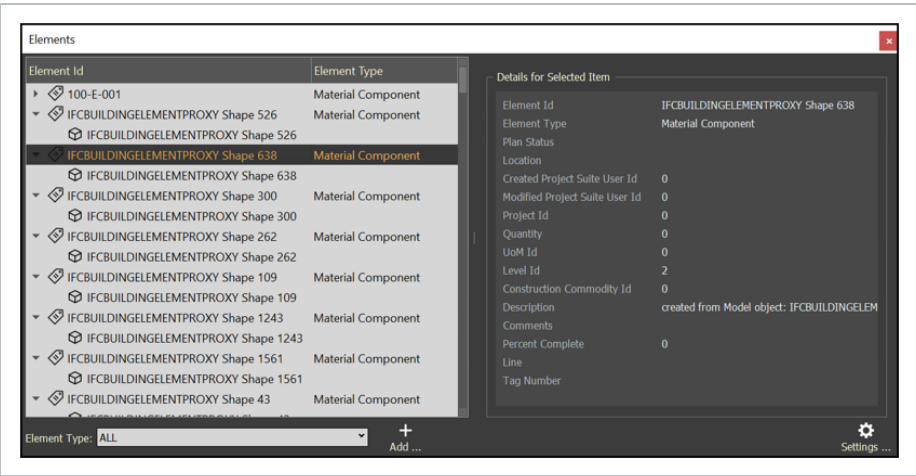 Elements
Element Id Element Type
100-E-001 Material Component
IFCBUILDINGELEMENTPROXY Shape 526 Material Component
IFCBUILDINGELEMENTPROXY Shape 526
IFCBUILDINGELEMENTPROXY Shape 638 Material Component
IFCBUILDINGELEMENTPROXY Shape 638
IFCBUILDINGELEMENTPROXY Shape 300 Material Component
IFCBUILDINGELEMENTPROXY Shape 300
IFCBUILDINGELEMENTPROXY Shape 262 Material Component
IFCBUILDINGELEMENTPROXY Shape 262
IFCBUILDINGELEMENTPROXY Shape 109 Material Component
IFCBUILDINGELEMENTPROXY Shape 109
IFCBUILDINGELEMENTPROXY Shape 1243 Material Component
IFCBUILDINGELEMENTPROXY Shape 1243
IFCBUILDINGELEMENTPROXY Shape 1561 Material Component
IFCBUILDINGELEMENTPROXY Shape 1561
IFCBUILDINGELEMENTPROXY Shape 43 Material Component
Element Type: ALL
Add ...
Details for Selected Item
Element Id IFCBUILDINGELEMENTPROXY Shape 638
Element Type Material Component
Plan Status
Location
Created Project Suite User Id 0
Modified Project Suite User Id 0
Project Id 0
Quantity 0
UoM Id 0
Level Id 2
Construction Commodity Id 0
Description created from Model object: IFCBUILDINGELEM
Comments
Percent Complete 0
Line
Tag Number
Settings ...